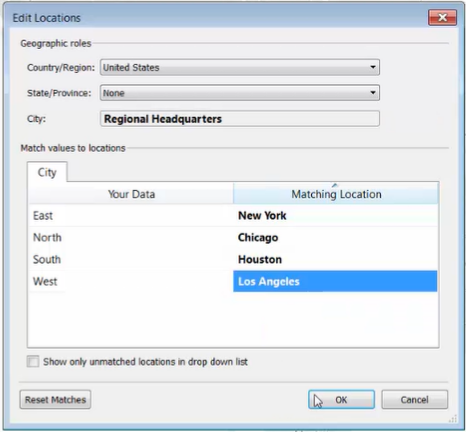 Edit Locations
Geographic roles
Country/Region: United States
State/Province: None
City: Regional Headquarters
Match values to locations
City
Your Data Matching Location
East New York
North Chicago
South Houston
West Los Angeles
Show only unmatched locations in drop down list
Reset Matches OK Cancel